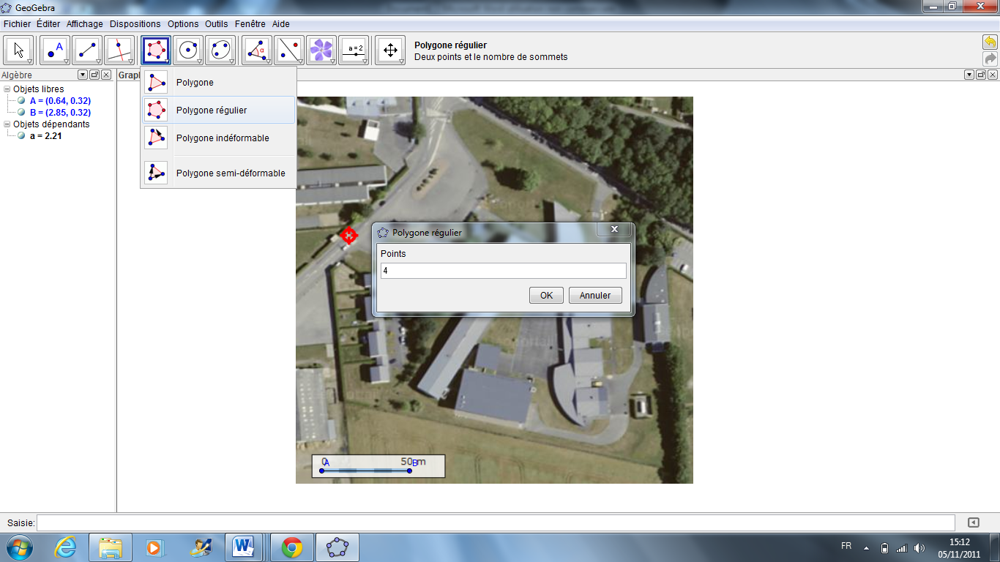 GeoGebra
Fichier Éditer Affichage Dispositions Options Outils Fenêtre Aide
A
α
a = 2
Polygone régulier
Deux points et le nombre de sommets
Algèbre
Grap
Objets libres
A = (0.64, 0.32)
B = (2.85, 0.32)
Objets dépendants
a = 2.21
Polygone
Polygone régulier
Polygone indéformable
Polygone semi-déformable
Polygone régulier
Points
4
OK Annuler
0 50 m
A B
Saisie:
W
FR
15:12
05/11/2011